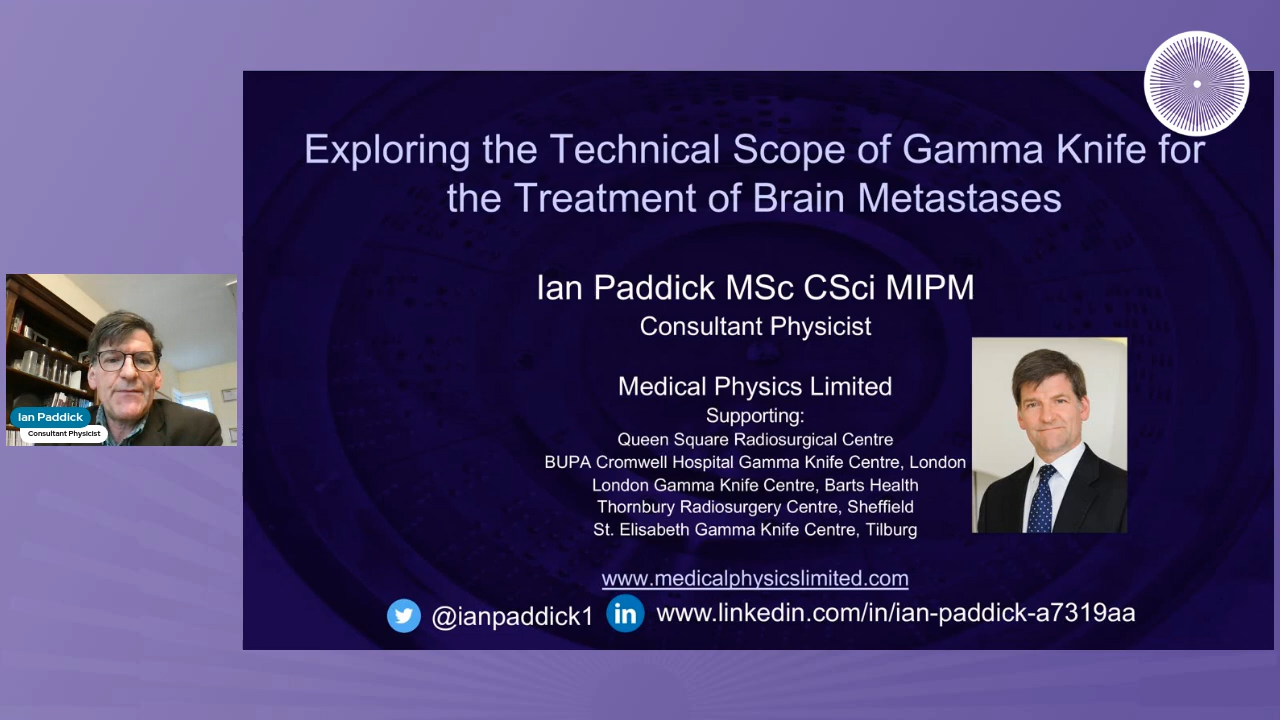 Exploring the Technical Scope of Gamma Knife for
the Treatment of Brain Metastases
Ian Paddick MSc CSci MIPM
Consultant Physicist
Medical Physics Limited
Supporting:
Queen Square Radiosurgical Centre
BUPA Cromwell Hospital Gamma Knife Centre, London
London Gamma Knife Centre, Barts Health
Thornbury Radiosurgery Centre, Sheffield
St. Elisabeth Gamma Knife Centre, Tilburg
www.medicalphysicslimited.com
@ianpaddick1
in www.linkedin.com/in/ian-paddick-a7319aa
Ian Paddick
Consultant Physicist